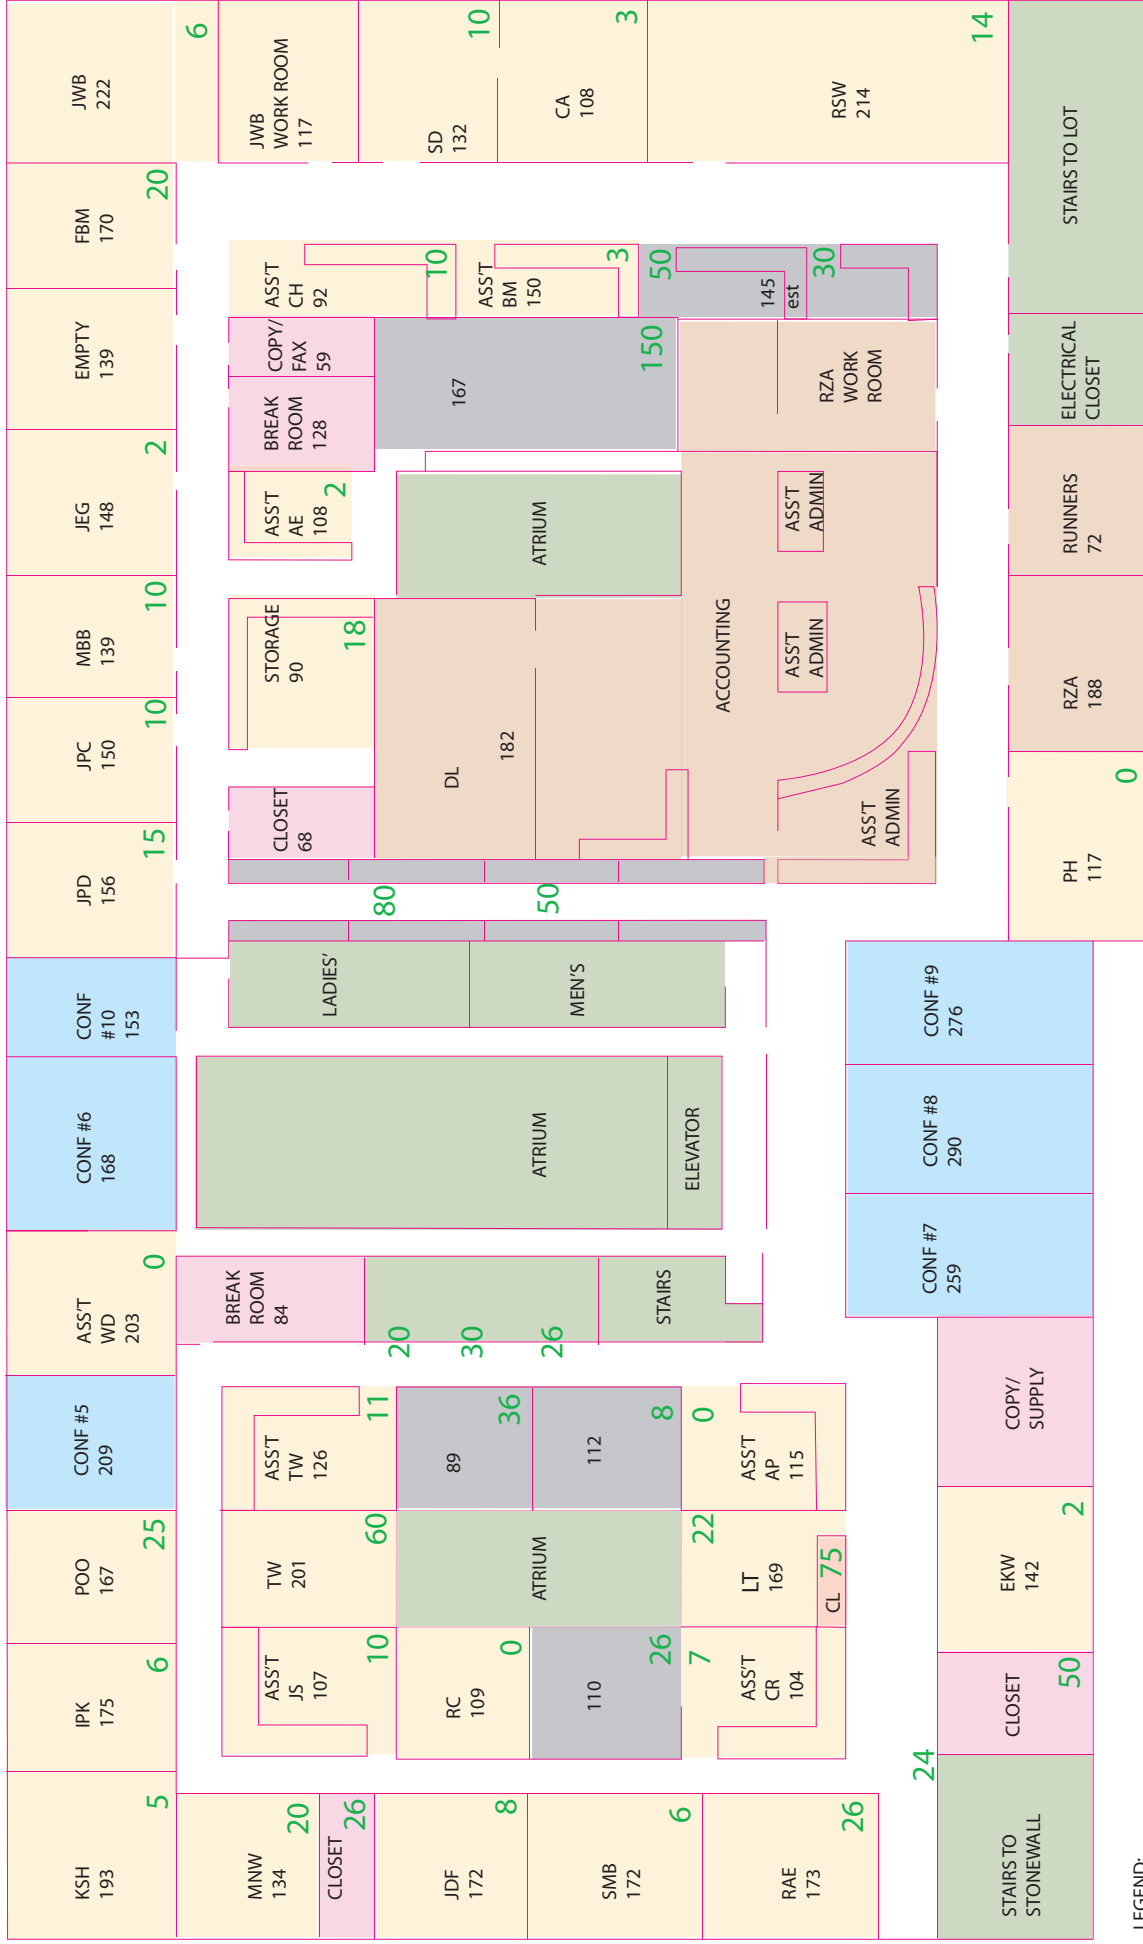 KSH
193
5
IPK
175
6
POO
167
25
CONF #5
209
ASS'T
WD
203
0
CONF #6
168
CONF
#10
153
JPD
156
15
JPC
150
10
MBB
139
10
JEG
148
2
EMPTY
139
FBM
170
20
JWB
222
6
MNW
134
20
CLOSET
26
JDF
172
8
SMB
172
6
RAE
173
26
24
ASS'T
JS
107
10
TW
201
60
ASS'T
TW
126
11
RC
109
0
110
26
ATRIUM
89
36
112
8
ASS'T
CR
104
7
LT
169
22
CL
75
ASS'T
AP
115
0
BREAK
ROOM
84
20
30
26
STAIRS
ATRIUM
ELEVATOR
LADIES'
MEN'S
80
50
CLOSET
68
STORAGE
90
18
ASS'T
AE
108
2
BREAK
ROOM
128
COPY/
FAX
59
ASS'T
CH
92
10
ASS'T
BM
150
3
50
145
est
30
167
150
DL
182
ATRIUM
ACCOUNTING
ASS'T
ADMIN
ASS'T
ADMIN
ASS'T
ADMIN
RZA
WORK
ROOM
JWB
WORK ROOM
117
SD
132
10
CA
108
3
RSW
214
14
STAIRS TO
STONEWALL
CLOSET
50
EKW
142
2
COPY/
SUPPLY
CONF #7
259
CONF #8
290
CONF #9
276
PH
117
0
RZA
188
RUNNERS
72
ELECTRICAL
CLOSET
STAIRS TO LOT
LEGEND: